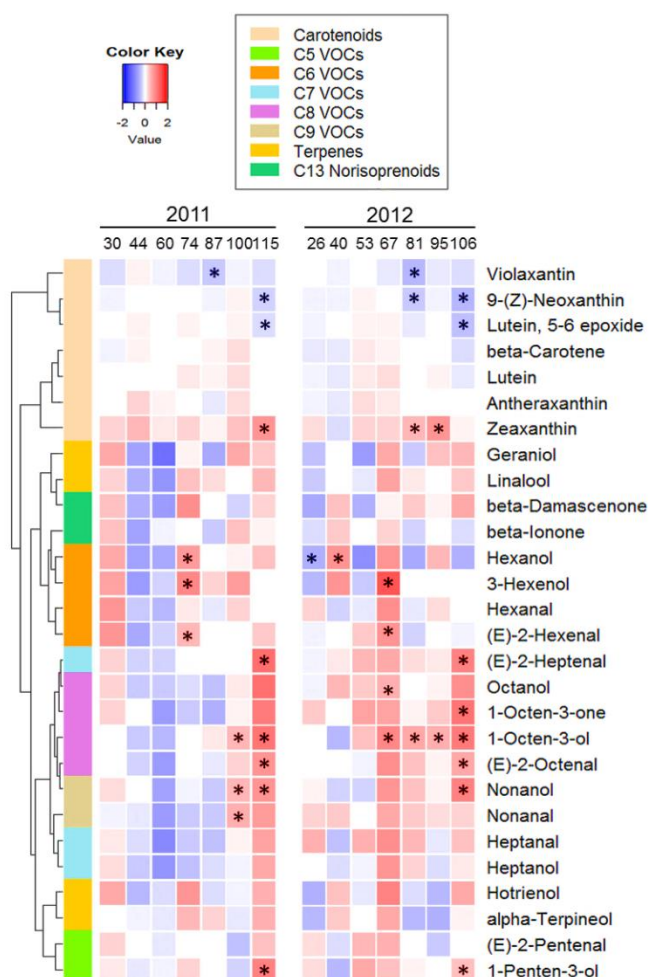 Color Key
-2 0 2
Value
Carotenoids
C5 VOCs
C6 VOCs
C7 VOCs
C8 VOCs
C9 VOCs
Terpenes
C13 Norisoprenoids
2011 2012
30 44 60 74 87 100 115 26 40 53 67 81 95 106
* * Violaxantin
* * * 9-(Z)-Neoxanthin
* * Lutein, 5-6 epoxide
beta-Carotene
Lutein
Antheraxanthin
* * * Zeaxanthin
Geraniol
Linalool
beta-Damascenone
beta-Ionone
* * * Hexanol
* * 3-Hexenol
Hexanal
* * (E)-2-Hexenal
* * (E)-2-Heptenal
* Octanol
* 1-Octen-3-one
* * * * * * 1-Octen-3-ol
* * (E)-2-Octenal
* * * Nonanol
* Nonanal
Heptanal
Heptanol
Hotrienol
alpha-Terpineol
(E)-2-Pentenal
* * 1-Penten-3-ol